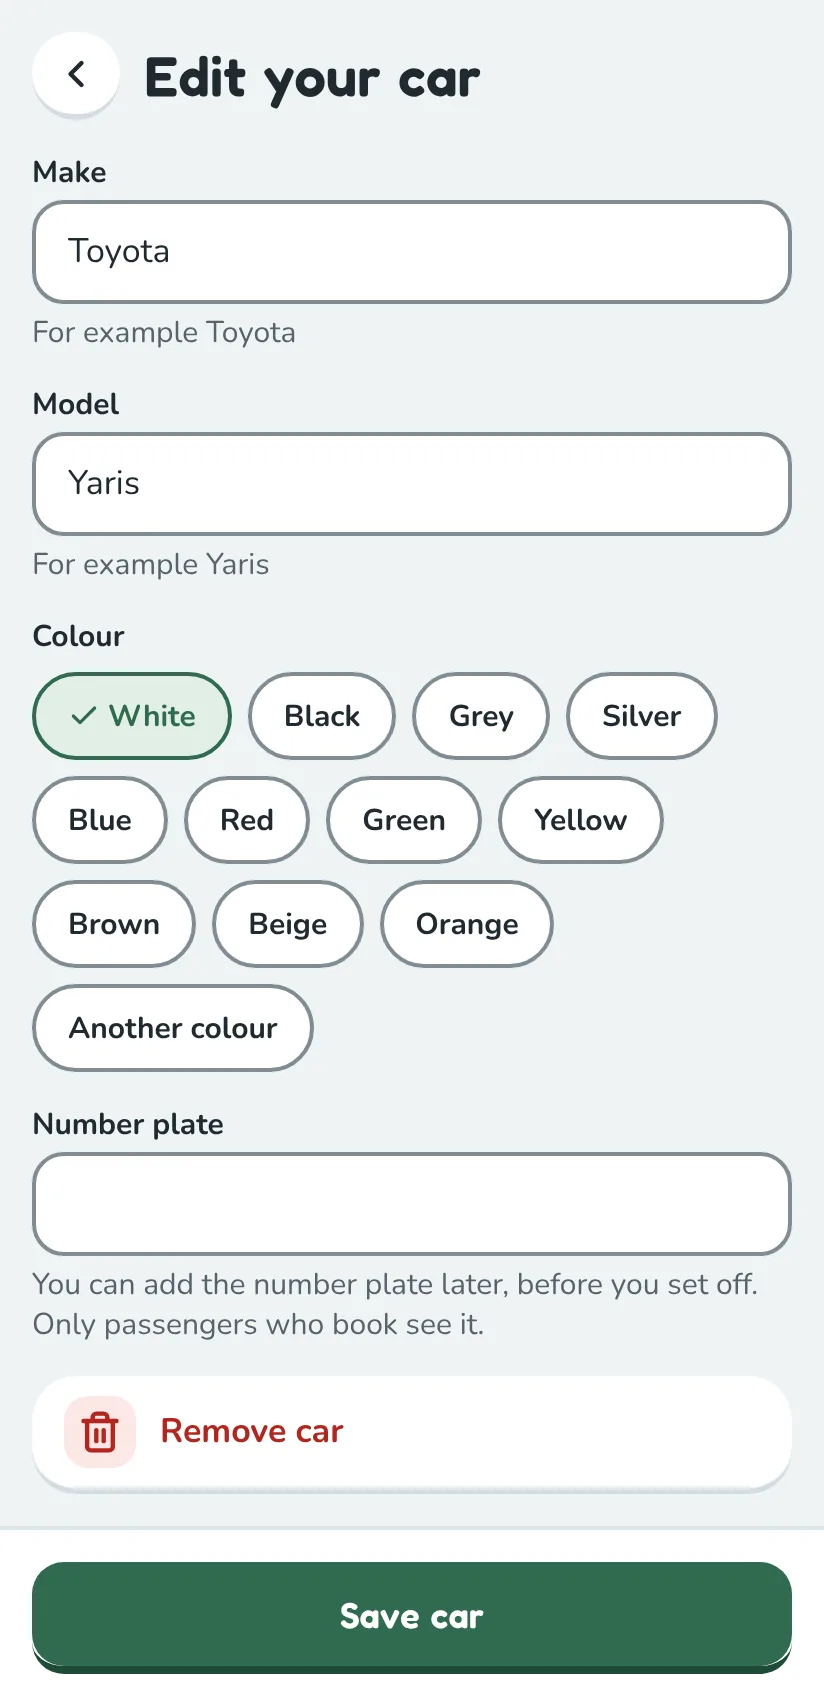 Edit your car
Make
Toyota
For example Toyota
Model
Yaris
For example Yaris
Colour
White
Black
Grey
Silver
Blue
Red
Green
Yellow
Brown
Beige
Orange
Another colour
Number plate
You can add the number plate later, before you set off.
Only passengers who book see it.
Remove car
Save car